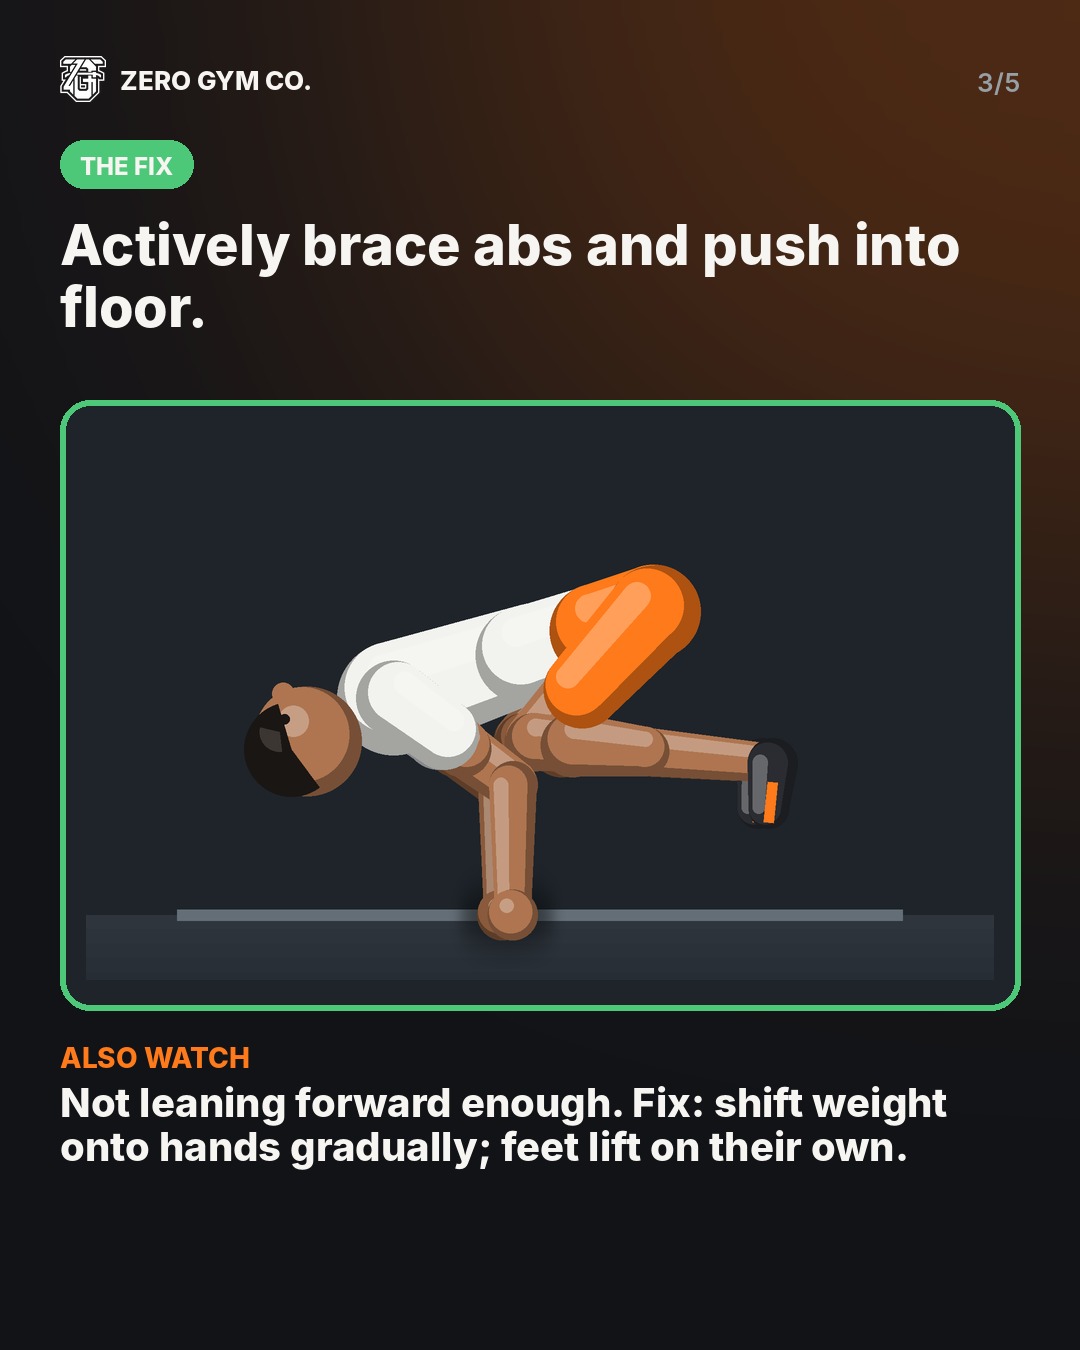 ZERO GYM CO.
3/5
THE FIX
Actively brace abs and push into
floor.
ALSO WATCH
Not leaning forward enough. Fix: shift weight
onto hands gradually; feet lift on their own.